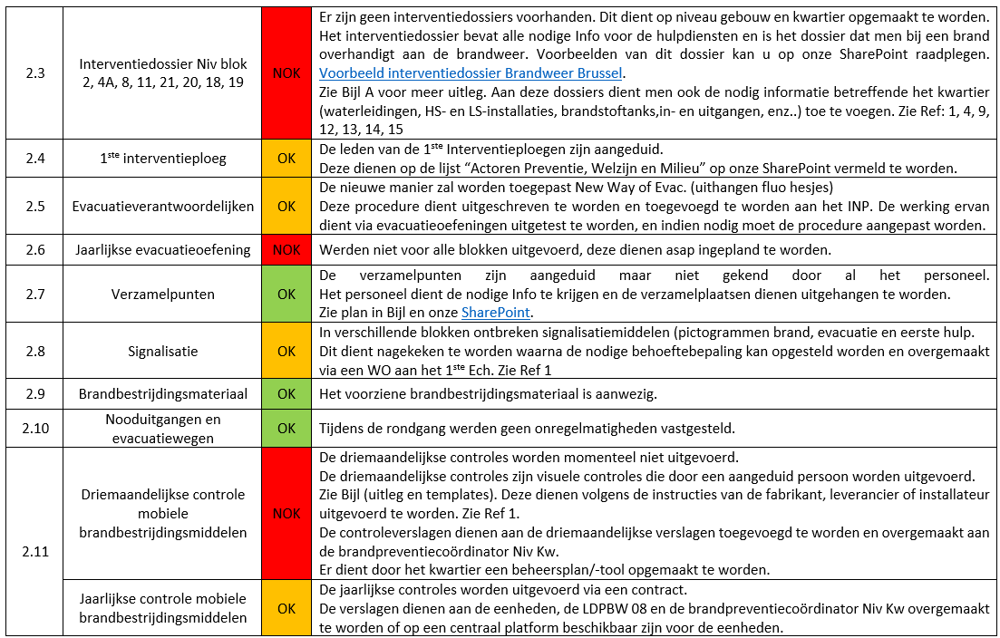 2.3
Interventiedossier Niv blok
2, 4A, 8, 11, 21, 20, 18, 19
NOK
Er zijn geen interventiedossiers voorhanden. Dit dient op niveau gebouw en kwartier opgemaakt te worden.
Het interventiedossier bevat alle nodige Info voor de hulpdiensten en is het dossier dat men bij een brand
overhandigt aan de brandweer. Voorbeelden van dit dossier kan u op onze SharePoint raadplegen.
Voorbeeld interventiedossier Brandweer Brussel.
Zie Bijl A voor meer uitleg. Aan deze dossiers dient men ook de nodig informatie betreffende het kwartier
(waterleidingen, HS- en LS-installaties, brandstoftanks,in- en uitgangen, enz..) toe te voegen. Zie Ref: 1, 4, 9,
12, 13, 14, 15
2.4
1ste interventieploeg
OK
De leden van de 1ste Interventieploegen zijn aangeduid.
Deze dienen op de lijst “Actoren Preventie, Welzijn en Milieu” op onze SharePoint vermeld te worden.
2.5
Evacuatieverantwoordelijken
OK
De nieuwe manier zal worden toegepast New Way of Evac. (uithangen fluo hesjes)
Deze procedure dient uitgeschreven te worden en toegevoegd te worden aan het INP. De werking ervan
dient via evacuatieoefeningen uitgetest te worden, en indien nodig moet de procedure aangepast worden.
2.6
Jaarlijkse evacuatieoefening
NOK
Werden niet voor alle blokken uitgevoerd, deze dienen asap ingepland te worden.
2.7
Verzamelpunten
OK
De verzamelpunten zijn aangeduid maar niet gekend door al het personeel.
Het personeel dient de nodige Info te krijgen en de verzamelplaatsen dienen uitgehangen te worden.
Zie plan in Bijl en onze SharePoint.
2.8
Signalisatie
OK
In verschillende blokken ontbreken signalisatiemiddelen (pictogrammen brand, evacuatie en eerste hulp.
Dit dient nagekeken te worden waarna de nodige behoeftebepaling kan opgesteld worden en overgemaakt
via een WO aan het 1ste Ech. Zie Ref 1
2.9
Brandbestrijdingsmateriaal
OK
Het voorziene brandbestrijdingsmateriaal is aanwezig.
2.10
Nooduitgangen en
evacuatiewegen
OK
Tijdens de rondgang werden geen onregelmatigheden vastgesteld.
2.11
Driemaandelijkse controle
mobiele
brandbestrijdingsmiddelen
NOK
De driemaandelijkse controles worden momenteel niet uitgevoerd.
De driemaandelijkse controles zijn visuele controles die door een aangeduid persoon worden uitgevoerd.
Zie Bijl (uitleg en templates). Deze dienen volgens de instructies van de fabrikant, leverancier of installateur
uitgevoerd te worden. Zie Ref 1.
De controleverslagen dienen aan de driemaandelijkse verslagen toegevoegd te worden en overgemaakt aan
de brandpreventiecoördinator Niv Kw.
Er dient door het kwartier een beheersplan/-tool opgemaakt te worden.
Jaarlijkse controle mobiele
brandbestrijdingsmiddelen
OK
De jaarlijkse controles worden uitgevoerd via een contract.
De verslagen dienen aan de eenheden, de LDPBW 08 en de brandpreventiecoördinator Niv Kw overgemaakt
te worden of op een centraal platform beschikbaar zijn voor de eenheden.